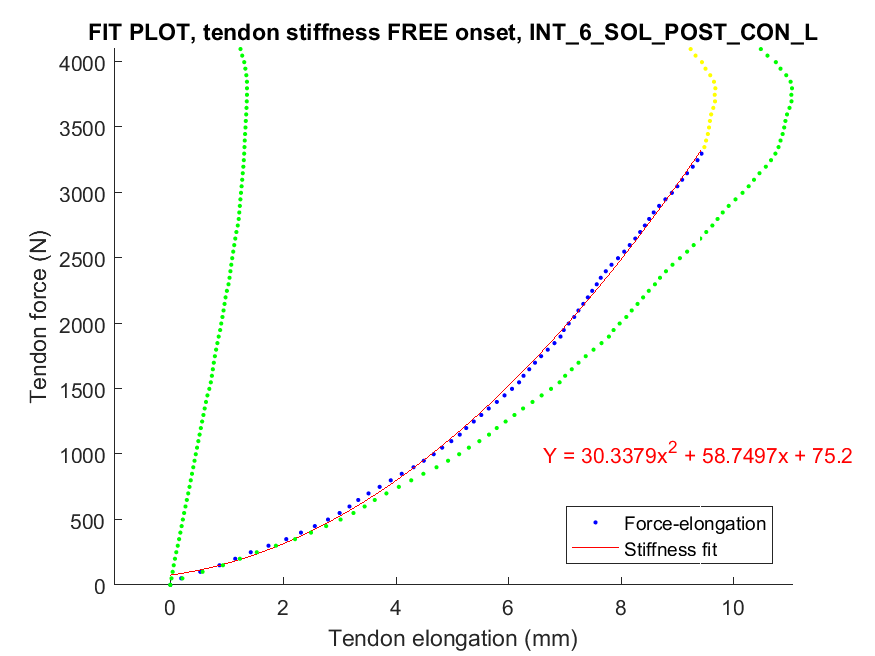 FIT PLOT, tendon stiffness FREE onset, INT_6_SOL_POST_CON_L
4000
3500
3000
2500
2000
1500
1000
500
0
Tendon force (N)
Y = 30.3379x² + 58.7497x + 75.2
Force-elongation
Stiffness fit
0 2 4 6 8 10
Tendon elongation (mm)